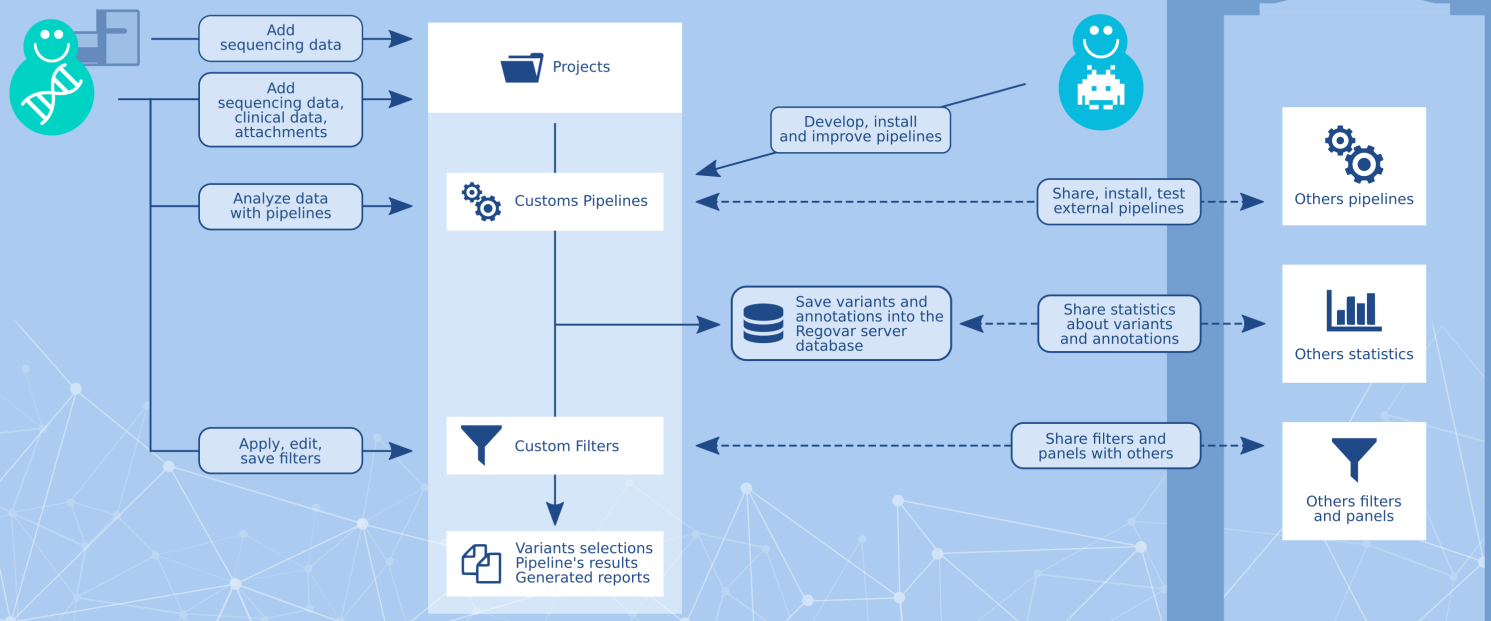 Add
sequencing data
Add
sequencing data,
clinical data,
attachments
Analyze data
with pipelines
Apply, edit,
save filters
Projects
Customs Pipelines
Custom Filters
Variants selections
Pipeline's results
Generated reports
Develop, install
and improve pipelines
Share, install, test
external pipelines
Save variants and
annotations into the
Regovar server
database
Share statistics
about variants
and annotations
Share filters and
panels with others
Others pipelines
Others statistics
Others filters
and panels